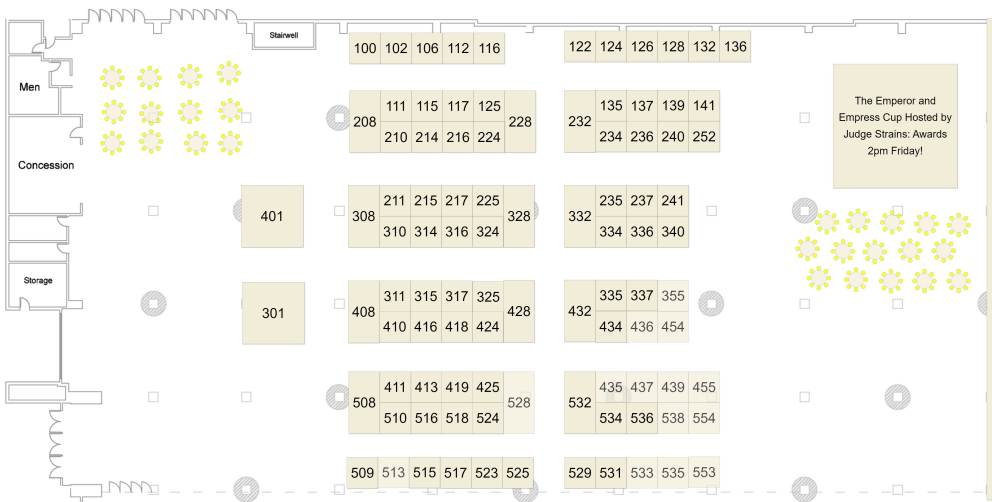 Stairwell
100 102 106 112 116
122 124 126 128 132 136
Men
The Emperor and
Empress Cup Hosted by
Judge Strains: Awards
2pm Friday!
111 115 117 125
208 228
210 214 216 224
135 137 139 141
232
234 236 240 252
Concession
401
211 215 217 225
308 328
310 314 316 324
235 237 241
332
334 336 340
Storage
301
311 315 317 325
408 428
410 416 418 424
335 337 355
432
434 436 454
411 413 419 425
508 528
510 516 518 524
435 437 439 455
532
534 536 538 554
509 513 515 517 523 525
529 531 533 535 553